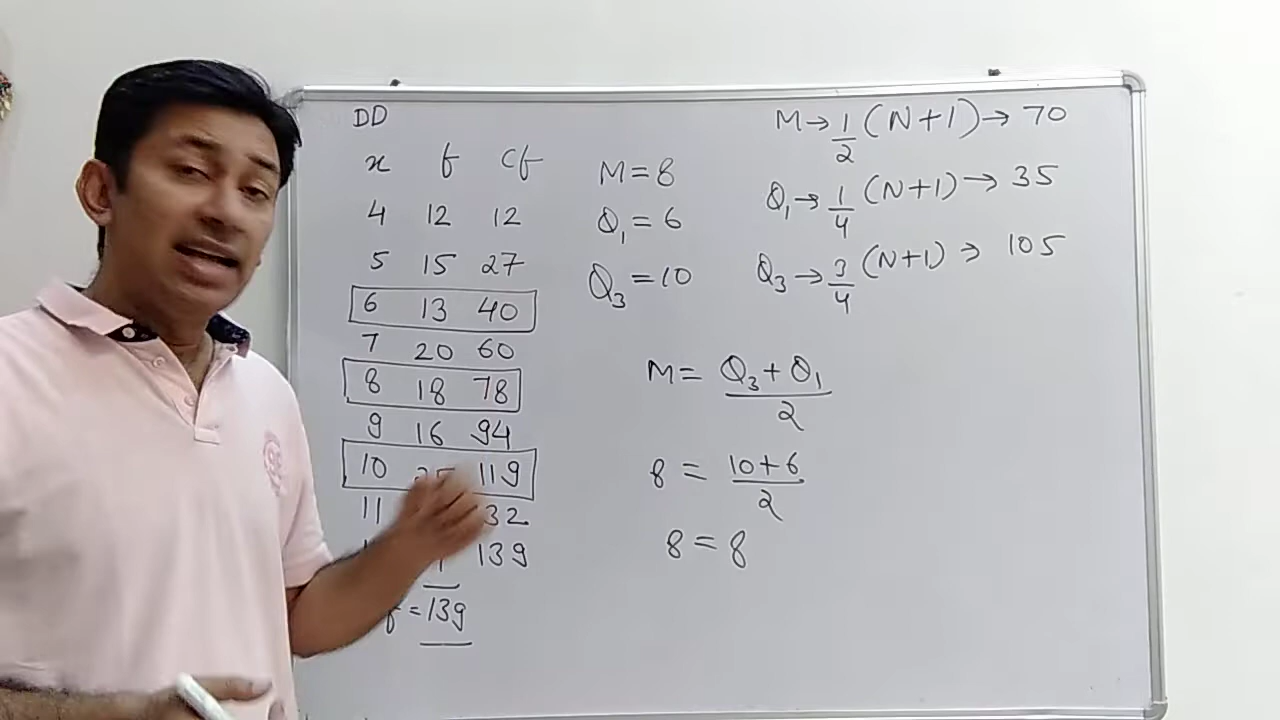 DD
x f cf
4 12 12
5 15 27
6 13 40
7 20 60
8 18 78
9 16 94
10 25 119
11 32
139
f = 139
M = 8
Q₁ = 6
Q₃ = 10
M → 1/2 (N+1) → 70
Q₁ → 1/4 (N+1) → 35
Q₃ → 3/4 (N+1) → 105
M = Q₃ + Q₁ / 2
8 = 10 + 6 / 2
8 = 8